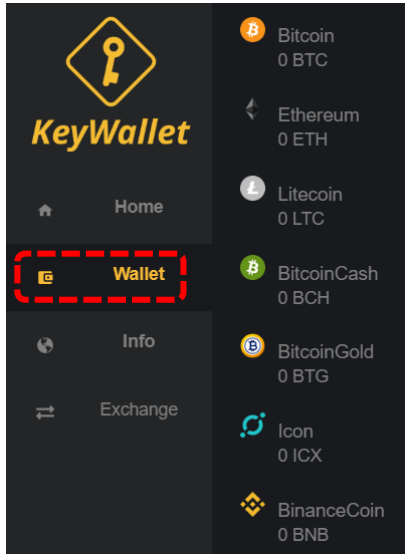 KeyWallet
Home
Wallet
Info
Exchange
Bitcoin
0 BTC
Ethereum
0 ETH
Litecoin
0 LTC
BitcoinCash
0 BCH
BitcoinGold
0 BTG
Icon
0 ICX
BinanceCoin
0 BNB